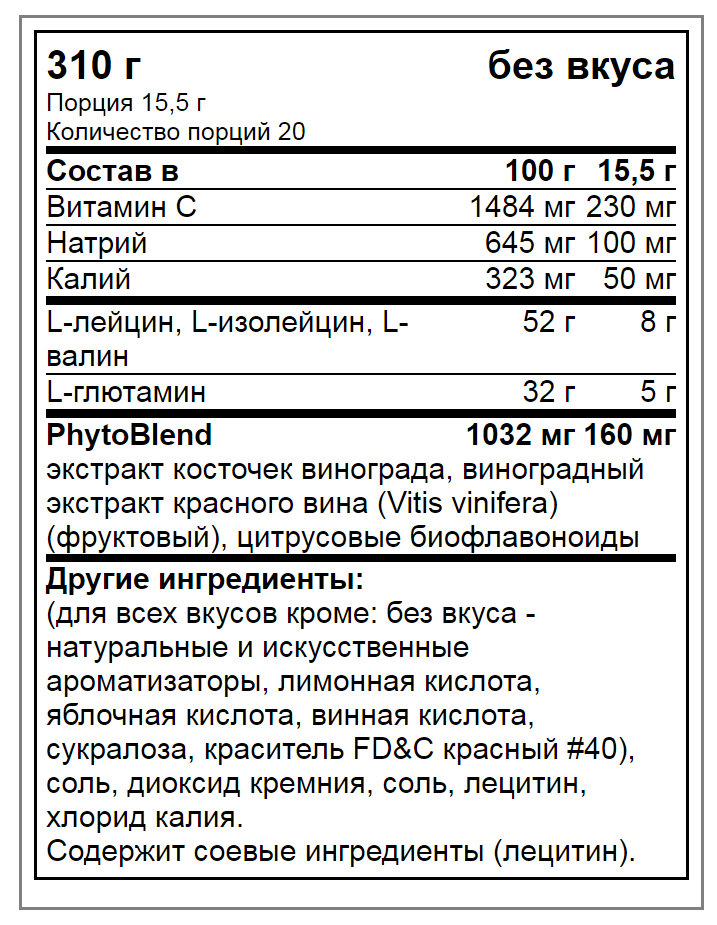 310 г без вкуса
Порция 15,5 г
Количество порций 20
Состав в 100 г 15,5 г
Витамин С 1484 мг 230 мг
Натрий 645 мг 100 мг
Калий 323 мг 50 мг
L-лейцин, L-изолейцин, L- 52 г 8 г
валин
L-глютамин 32 г 5 г
PhytoBlend 1032 мг 160 мг
экстракт косточек винограда, виноградный
экстракт красного вина (Vitis vinifera)
(фруктовый), цитрусовые биофлавоноиды
Другие ингредиенты:
(для всех вкусов кроме: без вкуса -
натуральные и искусственные
ароматизаторы, лимонная кислота,
яблочная кислота, винная кислота,
сукралоза, краситель FD&C красный #40),
соль, диоксид кремния, соль, лецитин,
хлорид калия.
Содержит соевые ингредиенты (лецитин).